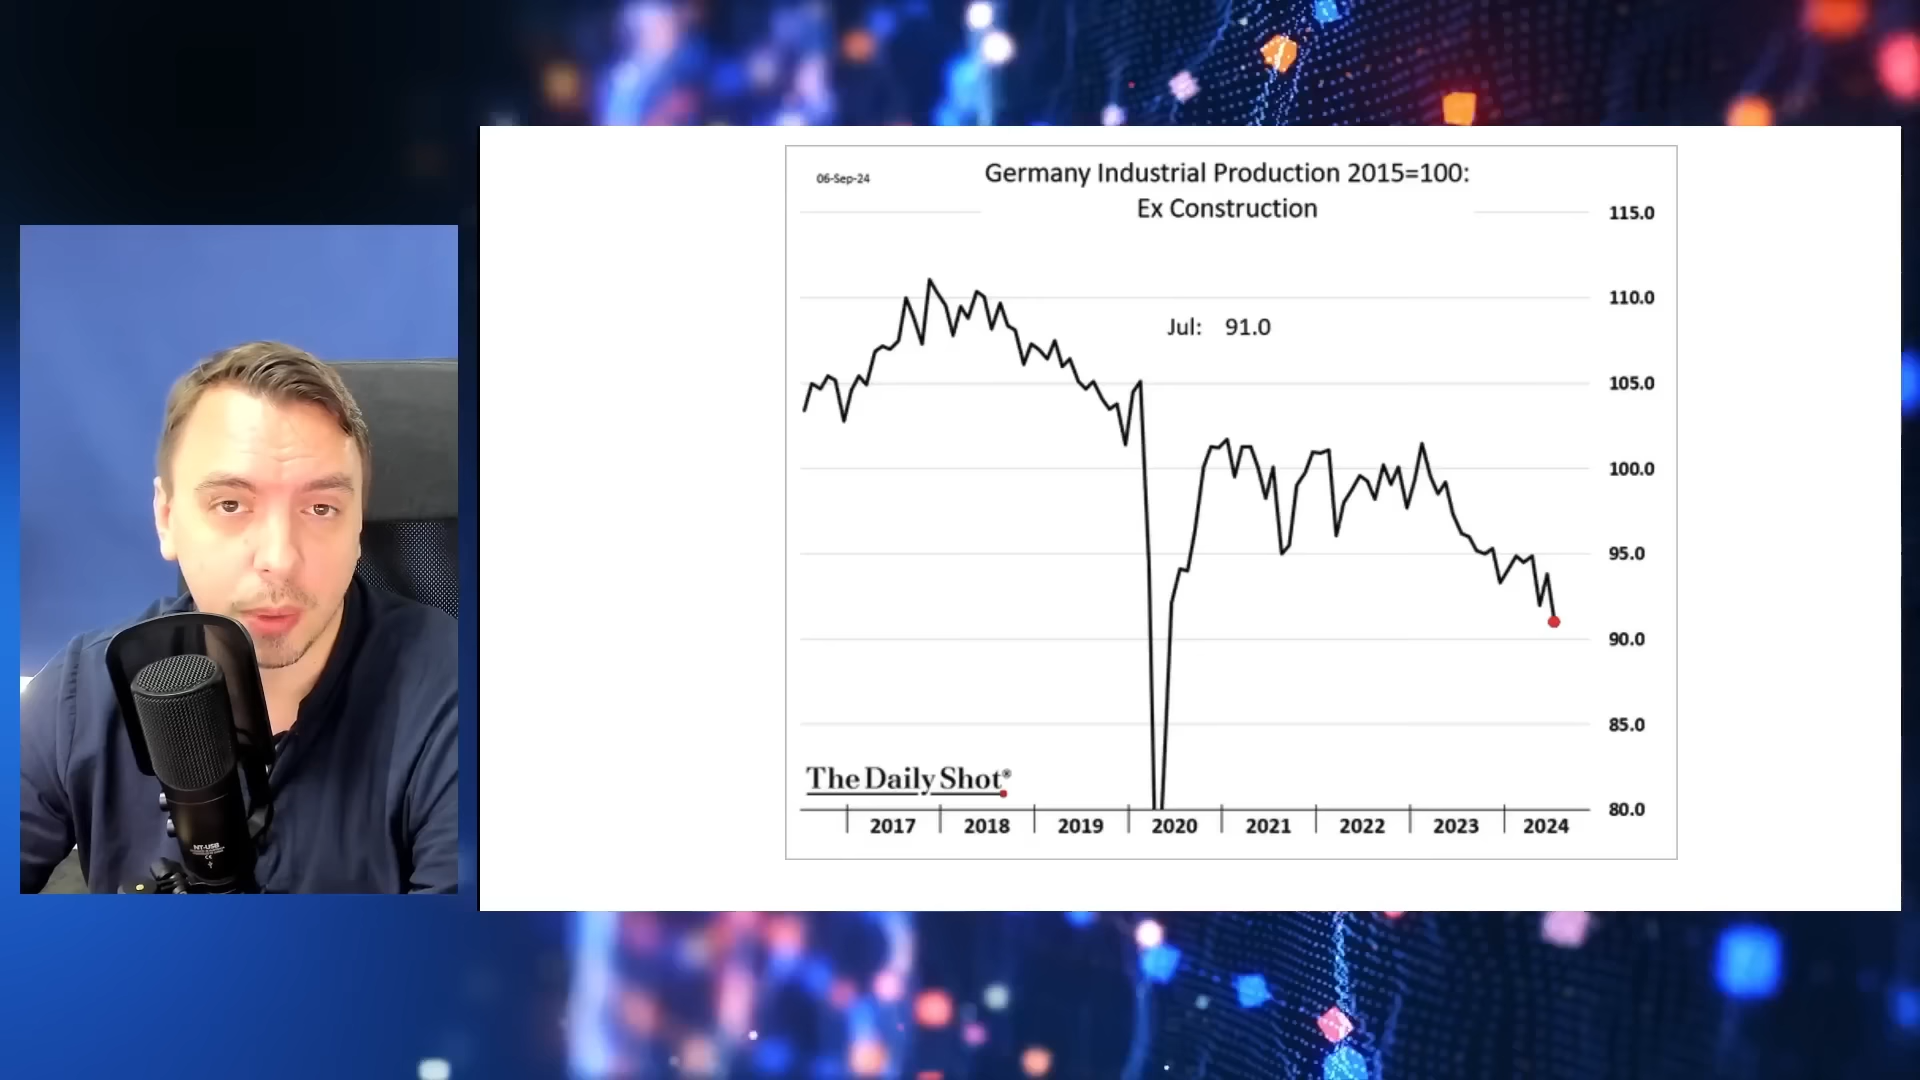 06-Sep-24
Germany Industrial Production 2015=100:
Ex Construction
115.0
110.0
Jul: 91.0
105.0
100.0
95.0
90.0
85.0
The Daily Shot®
80.0
2017 2018 2019 2020 2021 2022 2023 2024
NT-USB